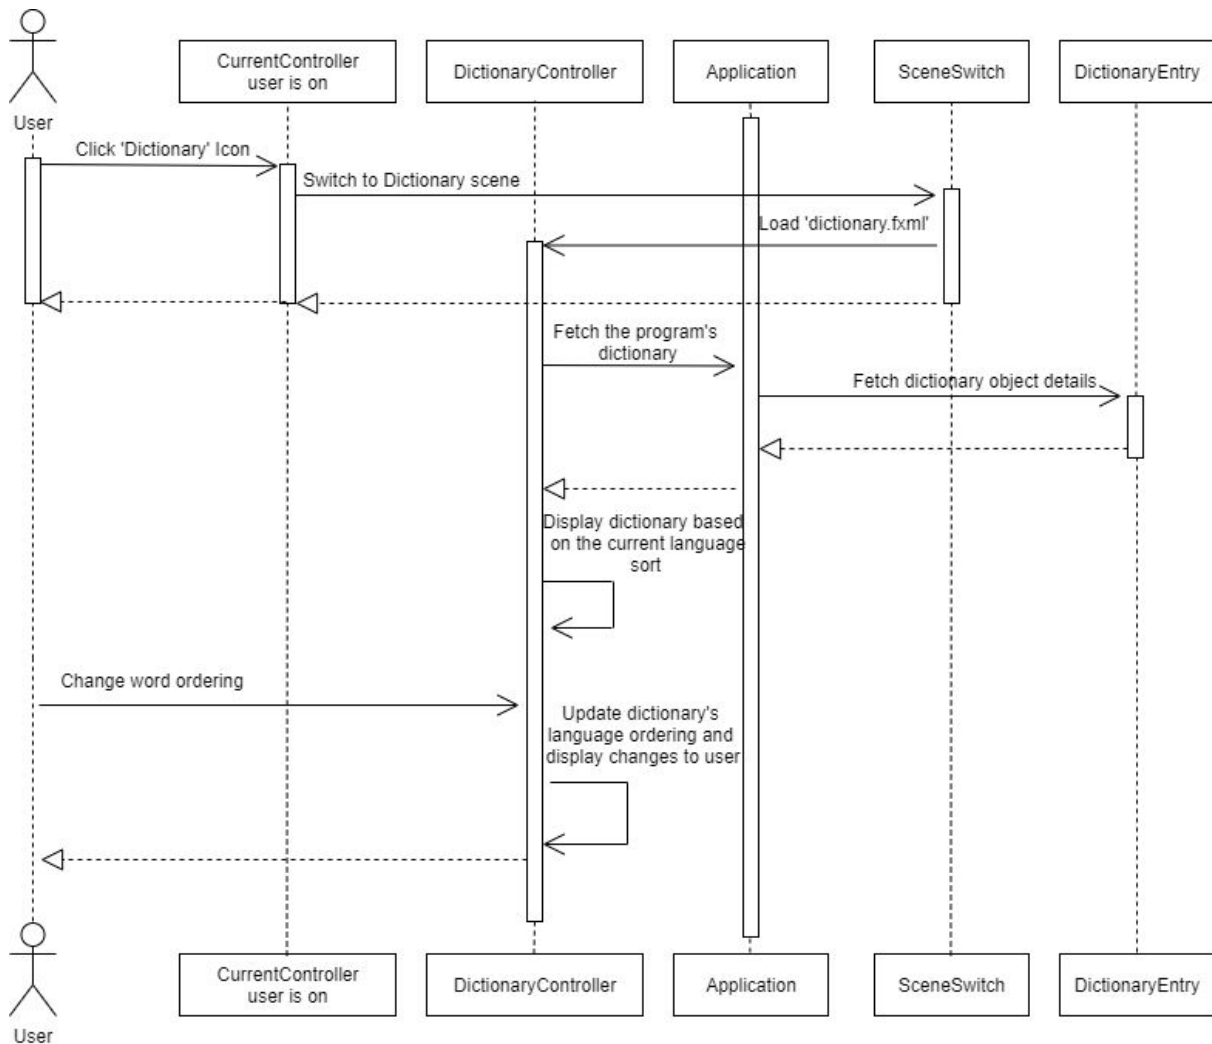 CurrentController
user is on
DictionaryController
Application
SceneSwitch
DictionaryEntry
User
Click 'Dictionary' Icon
Switch to Dictionary scene
Load 'dictionary.fxml'
Fetch the program's
dictionary
Fetch dictionary object details
Display dictionary based
on the current language
sort
Change word ordering
Update dictionary's
language ordering and
display changes to user
CurrentController
user is on
DictionaryController
Application
SceneSwitch
DictionaryEntry
User